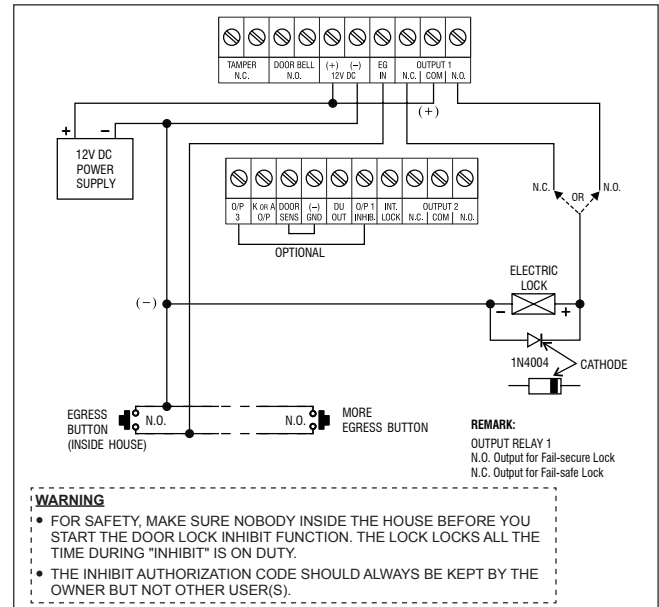 TAMPER DOOR BELL (+) (−) EG OUTPUT 1
N.C. N.O. 12V DC IN N.C. COM N.O.
(+)
+ −
12V DC
POWER
SUPPLY
O/P K OR A DOOR (−) DU O/P 1 INT. OUTPUT 2
3 O/P SENS GND OUT INHIB. LOCK N.C. COM N.O.
OPTIONAL
N.C. OR N.O.
ELECTRIC
LOCK
(−)
− +
1N4004 CATHODE
EGRESS
BUTTON
(INSIDE HOUSE)
N.O.
N.O.
MORE
EGRESS BUTTON
REMARK:
OUTPUT RELAY 1
N.O. Output for Fail-secure Lock
N.C. Output for Fail-safe Lock
WARNING
• FOR SAFETY, MAKE SURE NOBODY INSIDE THE HOUSE BEFORE YOU
START THE DOOR LOCK INHIBIT FUNCTION. THE LOCK LOCKS ALL THE
TIME DURING "INHIBIT" IS ON DUTY.
• THE INHIBIT AUTHORIZATION CODE SHOULD ALWAYS BE KEPT BY THE
OWNER BUT NOT OTHER USER(S).